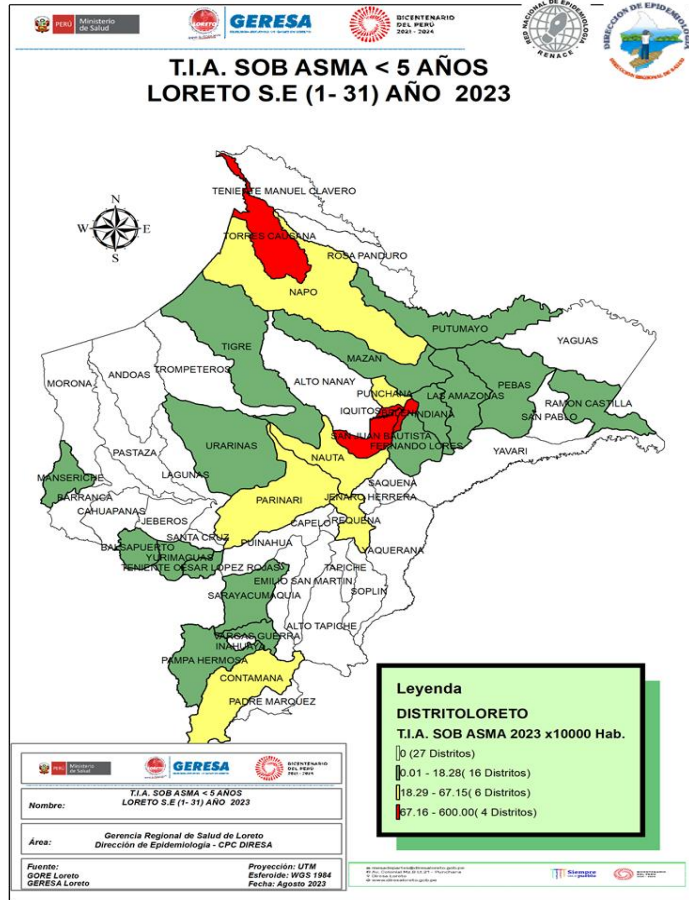 PERÚ
Ministerio
de Salud
LORETO
GERESA
BICENTENARIO
DEL PERÚ
2021 - 2024
RED NACIONAL DE EPIDEMIOLOGIA
RENACE
DIRECCION DE EPIDEMIOLOGIA
T.I.A. SOB ASMA < 5 AÑOS
LORETO S.E (1- 31) AÑO 2023
N
W E
S
TENIENTE MANUEL CLAVERO
TORRES CAUSANA
ROSA PANDURO
NAPO
PUTUMAYO
TIGRE
YAGUAS
MAZAN
TROMPETEROS
ANDOAS
ALTO NANAY
MORONA
PUNCHANA
PEBAS
LAS AMAZONAS
RAMON CASTILLA
IQUITOS
INDIANA
SAN PABLO
SAN JUAN BAUTISTA
FERNANDO LORES
URARINAS
YAVARI
PASTAZA
NAUTA
LAGUNAS
SAQUENA
MANSERICHE
PARINARI
JENARO HERRERA
BARRANCA
CAHUAPANAS
JEBEROS
CAPELO
REQUENA
SANTA CRUZ
PUINAHUA
BALSAPUERTO
YAQUERANA
YURIMAGUAS
TENIENTE CESAR LOPEZ ROJAS
TAPICHE
EMILIO SAN MARTIN
SOPLIN
SARAYACU
MAQUIA
ALTO TAPICHE
VARGAS GUERRA
INAHUAYA
PAMPA HERMOSA
CONTAMANA
PADRE MARQUEZ
Leyenda
DISTRITOLORETO
T.I.A. SOB ASMA 2023 x10000 Hab.
0 (27 Distritos)
0.01 - 18.28( 16 Distritos)
18.29 - 67.15( 6 Distritos)
67.16 - 600.00( 4 Distritos)
PERÚ
Ministerio
de Salud
GERESA
BICENTENARIO
DEL PERÚ
2021 - 2024
Nombre:
T.I.A. SOB ASMA < 5 AÑOS
LORETO S.E (1- 31) AÑO 2023
Área:
Gerencia Regional de Salud de Loreto
Dirección de Epidemiología - CPC DIRESA
Fuente:
GORE Loreto
GERESA Loreto
Proyección: UTM
Esferoide: WGS 1984
Fecha: Agosto 2023
Siempre